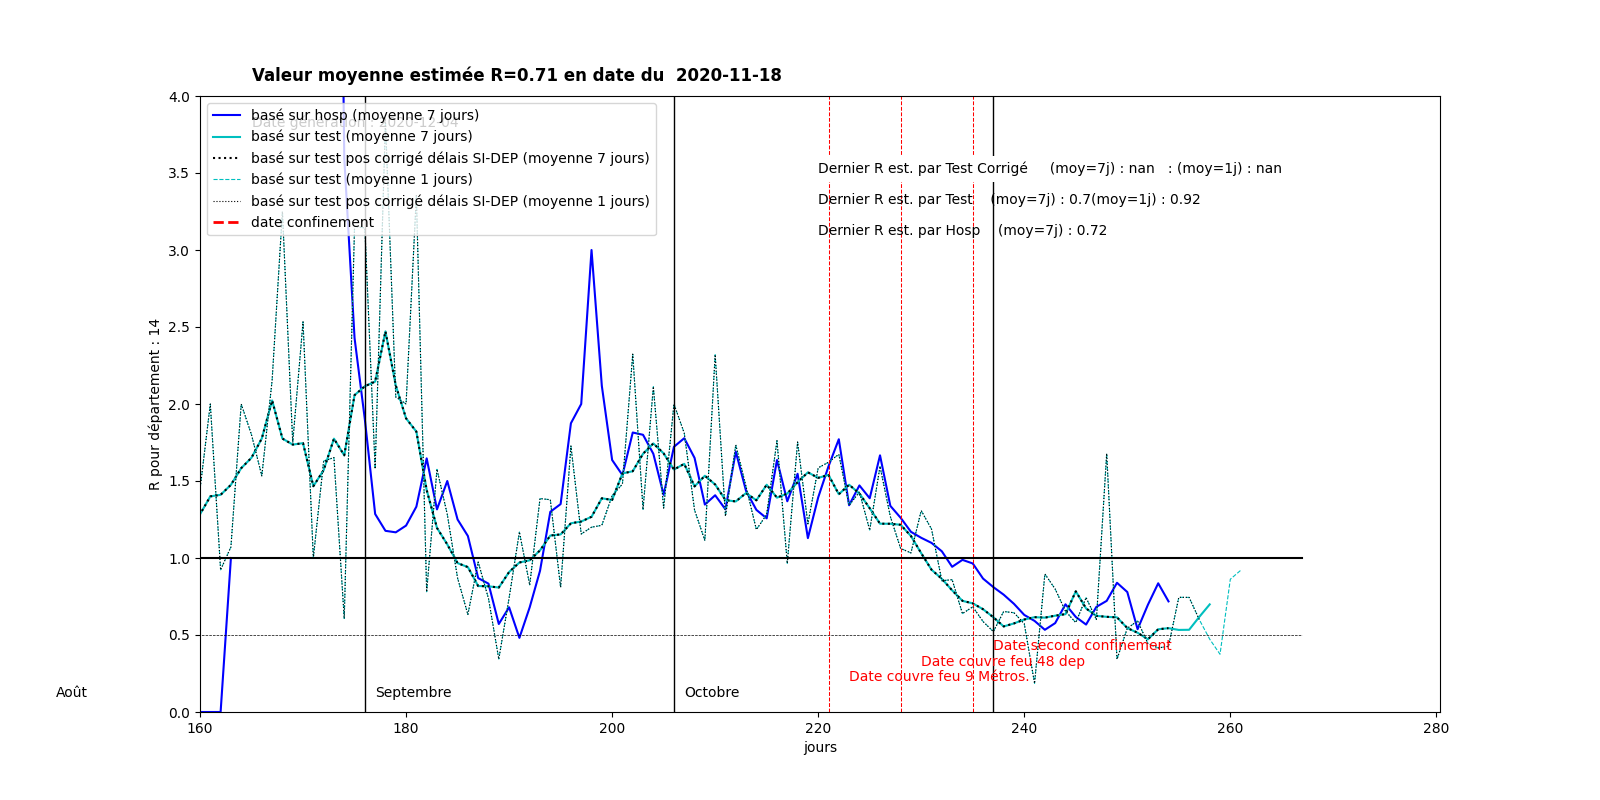 Valeur moyenne estimée R=0.71 en date du  2020-11-18
Date génération : 2020-12-04
basé sur hosp (moyenne 7 jours)
basé sur test (moyenne 7 jours)
basé sur test pos corrigé délais SI-DEP (moyenne 7 jours)
basé sur test (moyenne 1 jours)
basé sur test pos corrigé délais SI-DEP (moyenne 1 jours)
date confinement
Dernier R est. par Test Corrigé     (moy=7j) : nan   : (moy=1j) : nan
Dernier R est. par Test    (moy=7j) : 0.7(moy=1j) : 0.92
Dernier R est. par Hosp    (moy=7j) : 0.72
4.0
3.5
3.0
2.5
2.0
1.5
1.0
0.5
0.0
R pour département : 14
Date second confinement
Date couvre feu 48 dep
Date couvre feu 9 Métros.
Août
Septembre
Octobre
160
180
200
220
240
260
280
jours